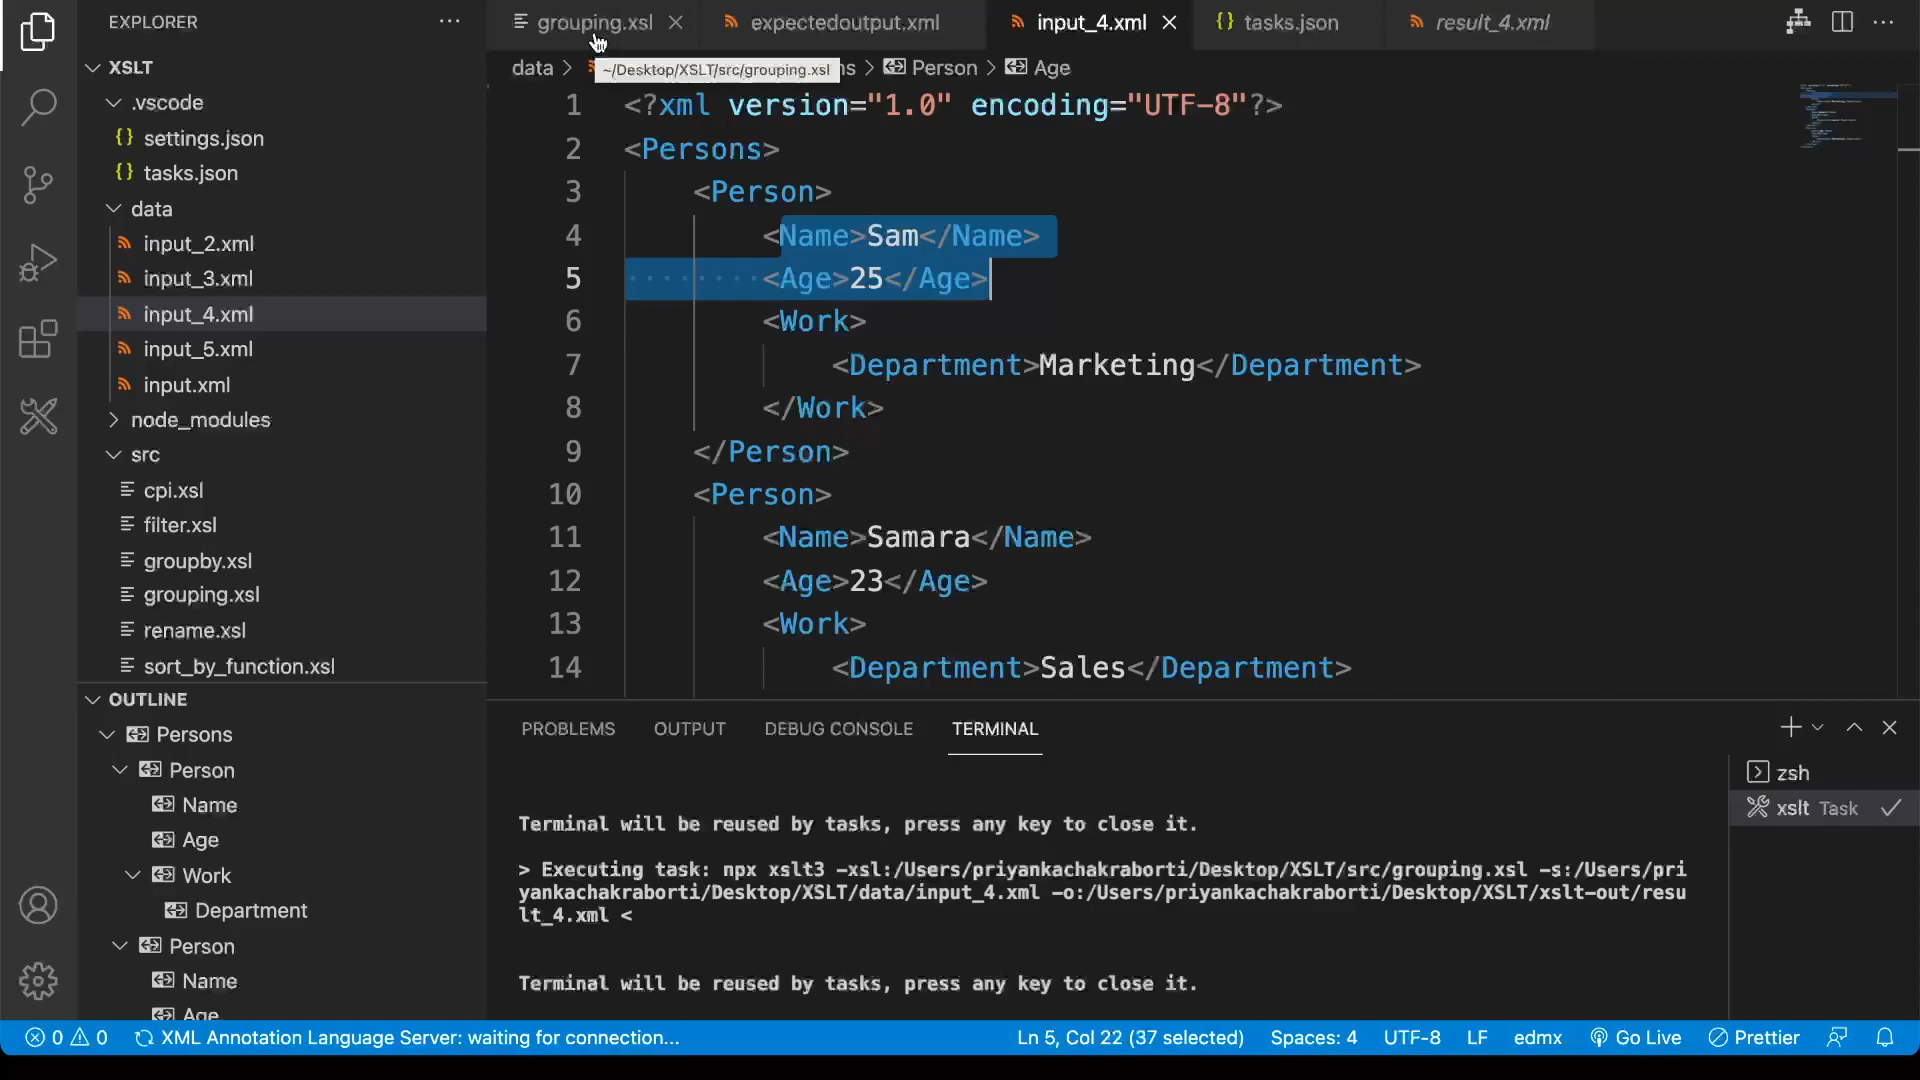 EXPLORER
XSLT
.vscode
{} settings.json
{} tasks.json
data
input_2.xml
input_3.xml
input_4.xml
input_5.xml
input.xml
node_modules
src
cpi.xsl
filter.xsl
groupby.xsl
grouping.xsl
rename.xsl
sort_by_function.xsl
OUTLINE
Persons
Person
Name
Age
Work
Department
Person
Name
Age
grouping.xsl
expectedoutput.xml
input_4.xml
{} tasks.json
result_4.xml
data > s > Person > Age
~/Desktop/XSLT/src/grouping.xsl
1 <?xml version="1.0" encoding="UTF-8"?>
2 <Persons>
3 <Person>
4 <Name>Sam</Name>
5 <Age>25</Age>
6 <Work>
7 <Department>Marketing</Department>
8 </Work>
9 </Person>
10 <Person>
11 <Name>Samara</Name>
12 <Age>23</Age>
13 <Work>
14 <Department>Sales</Department>
PROBLEMS OUTPUT DEBUG CONSOLE TERMINAL
Terminal will be reused by tasks, press any key to close it.
> Executing task: npx xslt3 -xsl:/Users/priyankachakraborti/Desktop/XSLT/src/grouping.xsl -s:/Users/pri
yankachakraborti/Desktop/XSLT/data/input_4.xml -o:/Users/priyankachakraborti/Desktop/XSLT/xslt-out/resu
lt_4.xml <
Terminal will be reused by tasks, press any key to close it.
zsh
xslt Task
0 0 XML Annotation Language Server: waiting for connection... Ln 5, Col 22 (37 selected) Spaces: 4 UTF-8 LF edmx Go Live Prettier